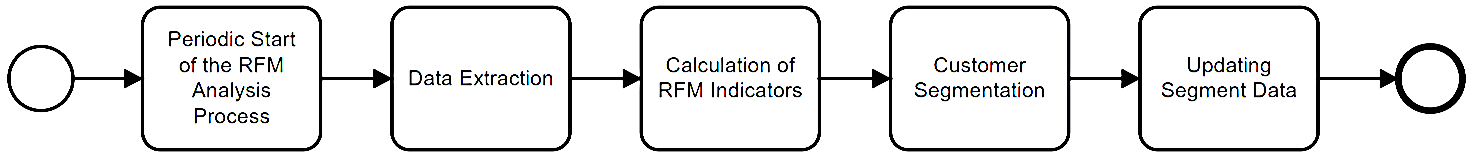 Periodic Start
of the RFM
Analysis
Process
Data Extraction
Calculation of
RFM Indicators
Customer
Segmentation
Updating
Segment Data